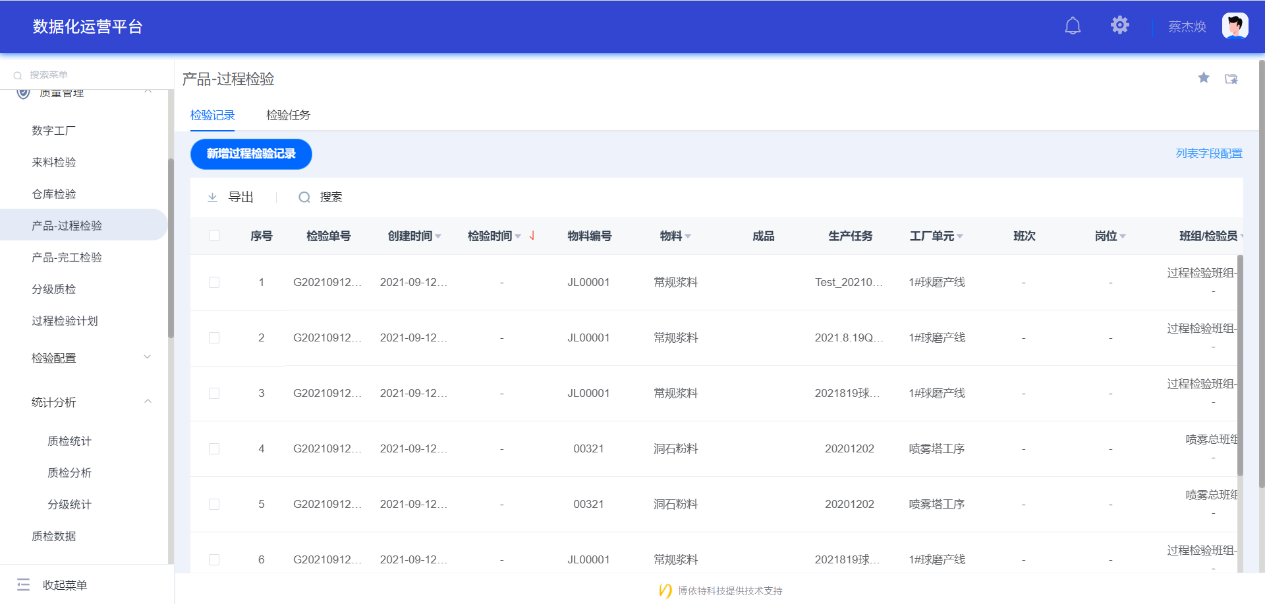 数据化运营平台
蔡杰焕
搜索菜单
质量管理
数字工厂
来料检验
仓库检验
产品-过程检验
产品-完工检验
分级质检
过程检验计划
检验配置
统计分析
质检统计
质检分析
分级统计
质检数据
收起菜单
产品-过程检验
检验记录 检验任务
新增过程检验记录 列表字段配置
导出 搜索
序号 检验单号 创建时间 检验时间 物料编号 物料 成品 生产任务 工厂单元 班次 岗位 班组/检验员
1 G20210912... 2021-09-12... - JL00001 常规浆料 Test_20210... 1#球磨产线 - - 过程检验班组-
-
2 G20210912... 2021-09-12... - JL00001 常规浆料 2021.8.19Q... 1#球磨产线 - - 过程检验班组-
-
3 G20210912... 2021-09-12... - JL00001 常规浆料 2021819球... 1#球磨产线 - - 过程检验班组-
-
4 G20210912... 2021-09-12... - 00321 洞石粉料 20201202 喷雾塔工序 - - 喷雾总班组
-
5 G20210912... 2021-09-12... - 00321 洞石粉料 20201202 喷雾塔工序 - - 喷雾总班组
-
6 G20210912... 2021-09-12... - JL00001 常规浆料 2021819球... 1#球磨产线 - - 过程检验班组-
-
博依特科技提供技术支持